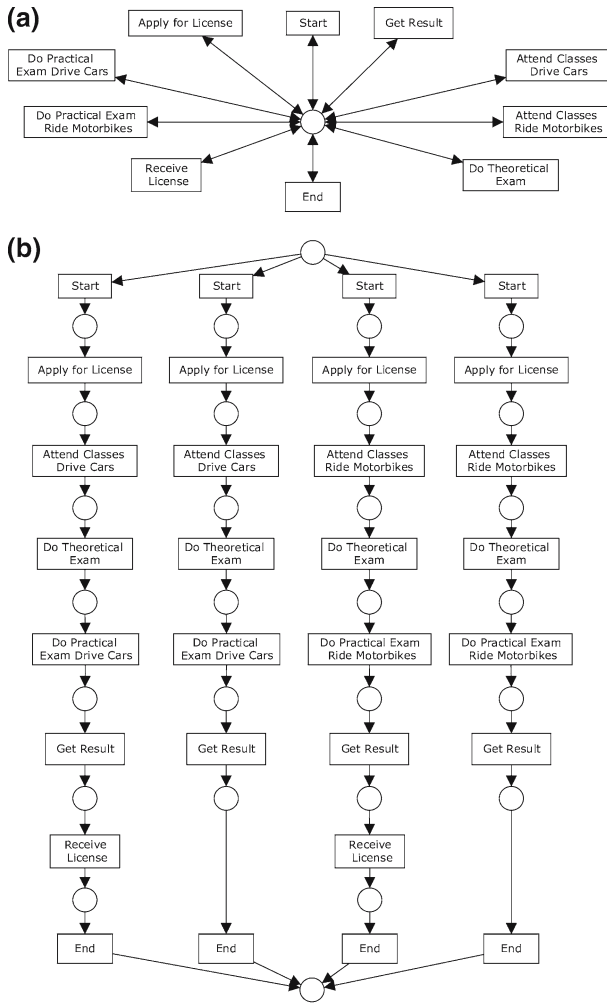 (a)
Apply for License
Start
Get Result
Do Practical
Exam Drive Cars
Attend Classes
Drive Cars
Do Practical Exam
Ride Motorbikes
Attend Classes
Ride Motorbikes
Receive
License
Do Theoretical
Exam
End
(b)
Start
Start
Start
Start
Apply for License
Apply for License
Apply for License
Apply for License
Attend Classes
Drive Cars
Attend Classes
Drive Cars
Attend Classes
Ride Motorbikes
Attend Classes
Ride Motorbikes
Do Theoretical
Exam
Do Theoretical
Exam
Do Theoretical
Exam
Do Theoretical
Exam
Do Practical
Exam Drive Cars
Do Practical
Exam Drive Cars
Do Practical Exam
Ride Motorbikes
Do Practical Exam
Ride Motorbikes
Get Result
Get Result
Get Result
Get Result
Receive
License
Receive
License
End
End
End
End